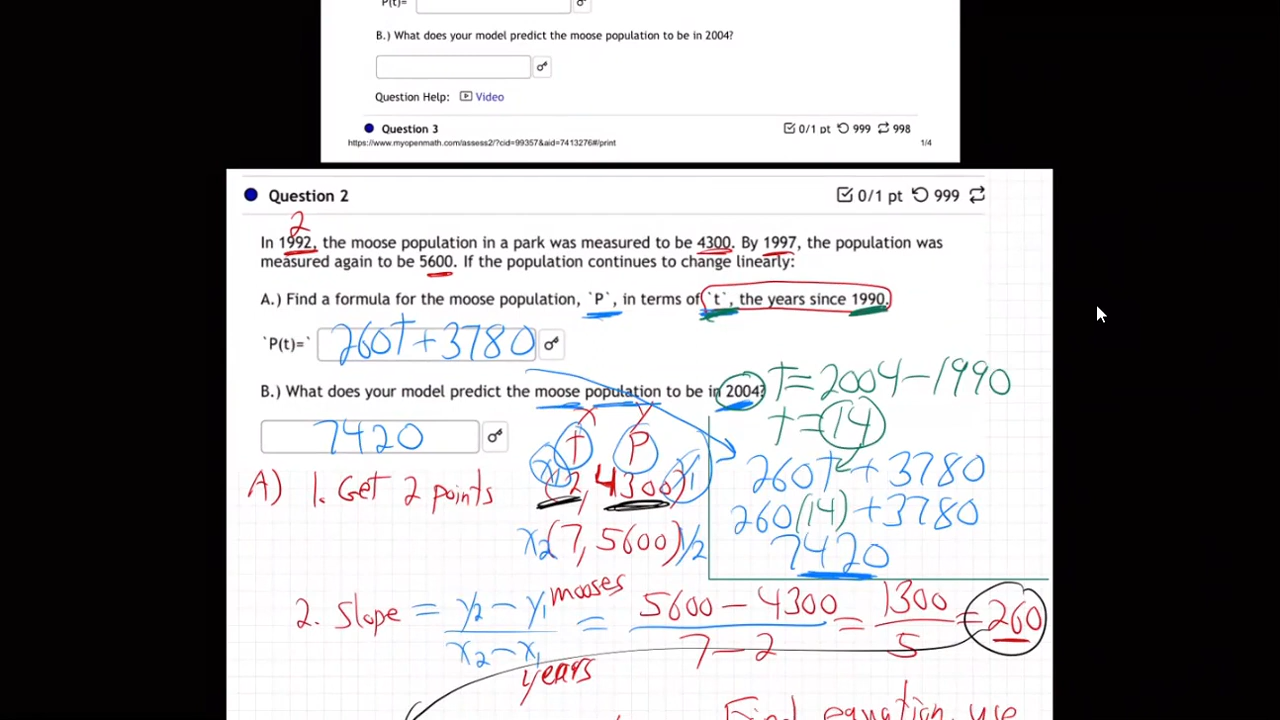 P(t)=
B.) What does your model predict the moose population to be in 2004?
Question Help: Video
Question 3 0/1 pt 999 998
https://www.myopenmath.com/assess2/?cid=99357&aid=7413276#/print 1/4
Question 2 0/1 pt 999
2
In 1992, the moose population in a park was measured to be 4300. By 1997, the population was
measured again to be 5600. If the population continues to change linearly:
A.) Find a formula for the moose population, `P`, in terms of `t`, the years since 1990.
`P(t)=` 260t+3780
B.) What does your model predict the moose population to be in 2004?
t=2004-1990
t=14
7420
t P
x y
260t+3780
A) 1. Get 2 points (2, 4300)
x1 y1
260(14)+3780
x2 (7, 5600) y2
7420
2. Slope = y2-y1 mooses / x2-x1 years = 5600-4300 / 7-2 = 1300 / 5 = 260
Find equation, use